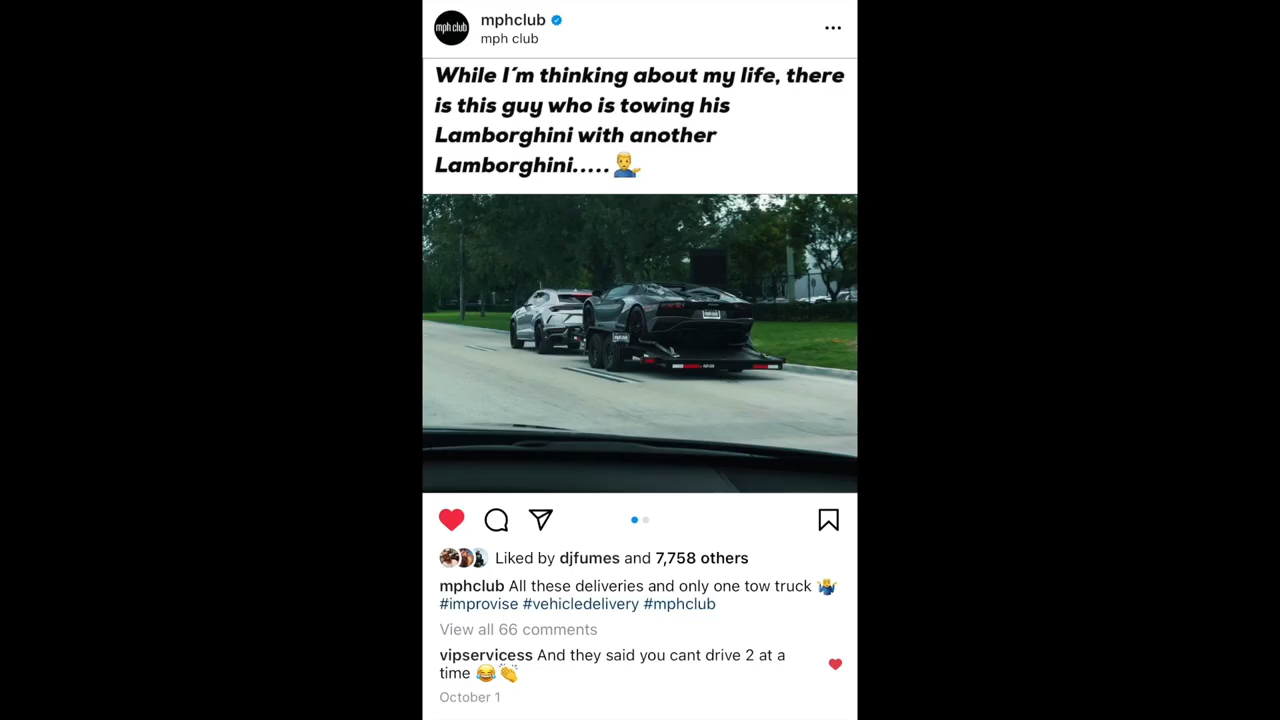 mph club
mphclub
mph club
While I´m thinking about my life, there
is this guy who is towing his
Lamborghini with another
Lamborghini.....
Liked by djfumes and 7,758 others
mphclub All these deliveries and only one tow truck
#improvise #vehicledelivery #mphclub
View all 66 comments
vipservicess And they said you cant drive 2 at a
time
October 1